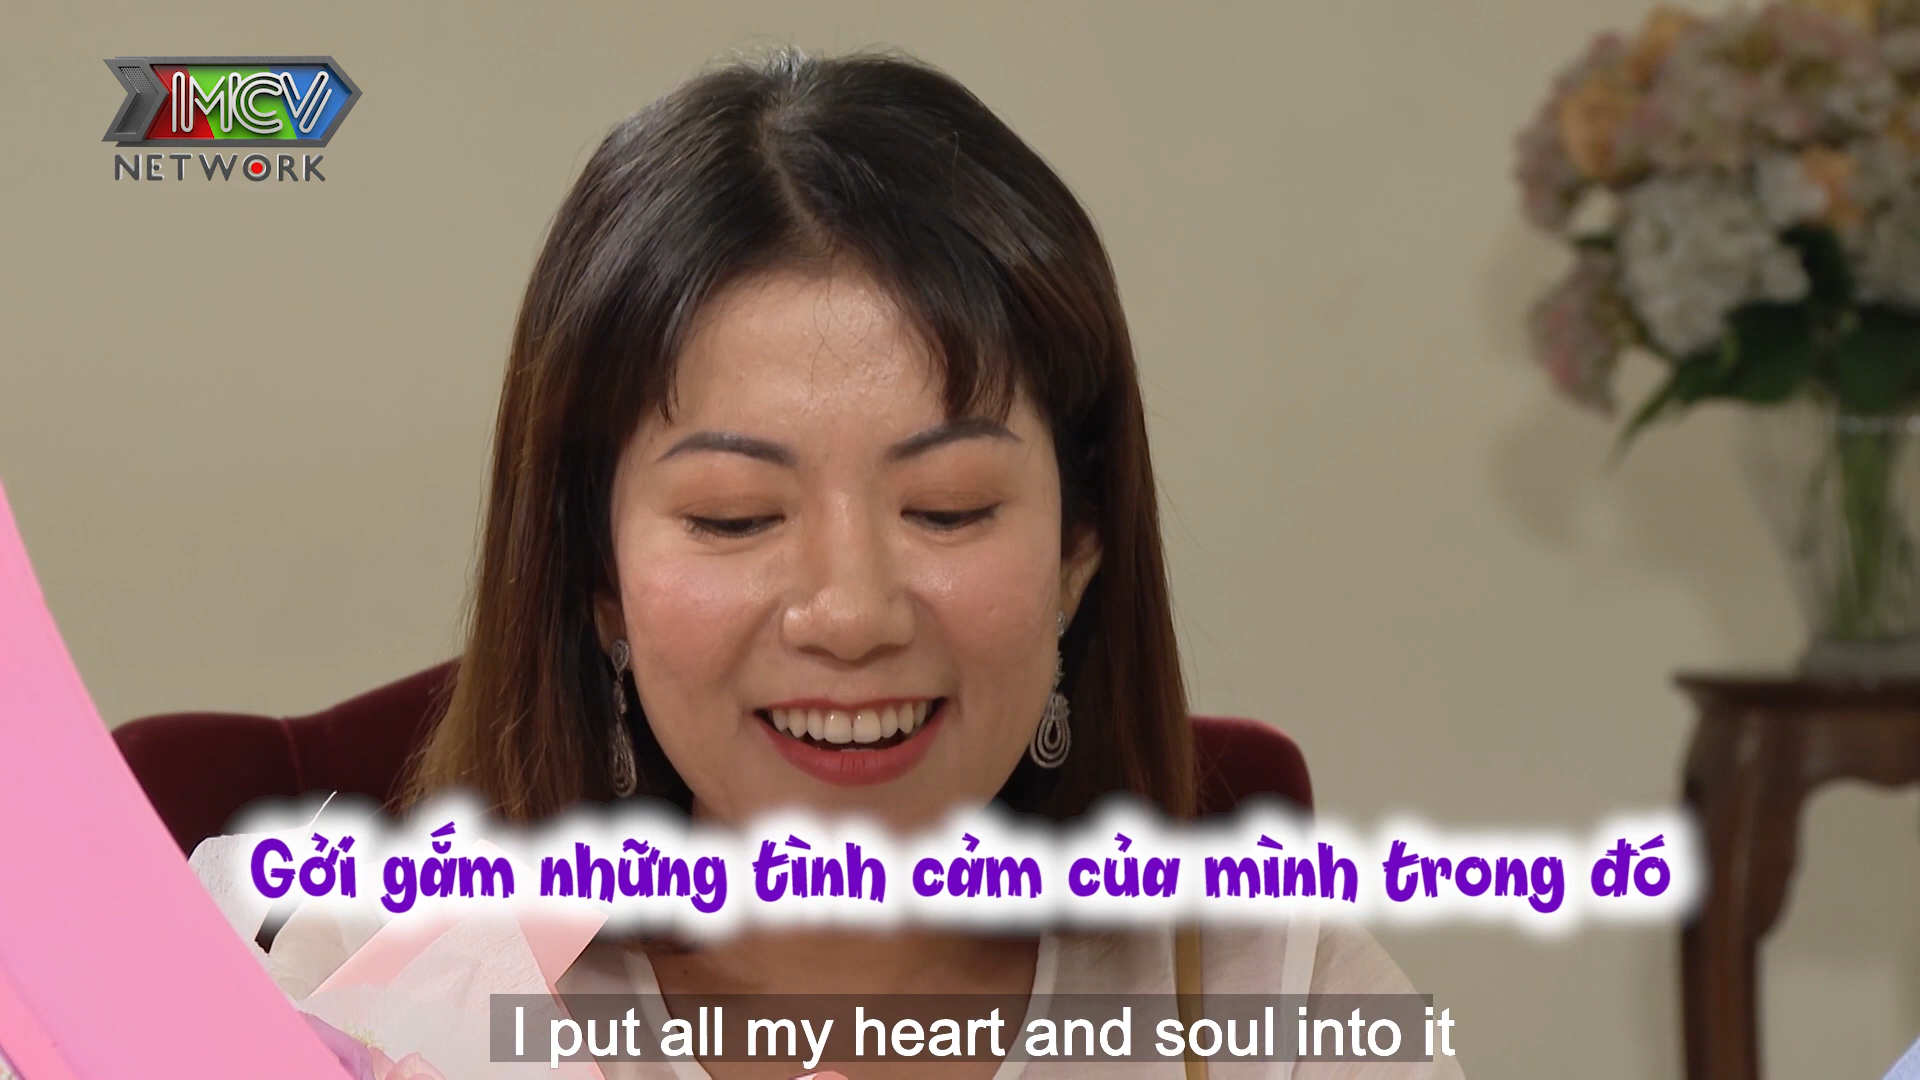 MCV
NETWORK
Gởi gắm những tình cảm của mình trong đó
I put all my heart and soul into it